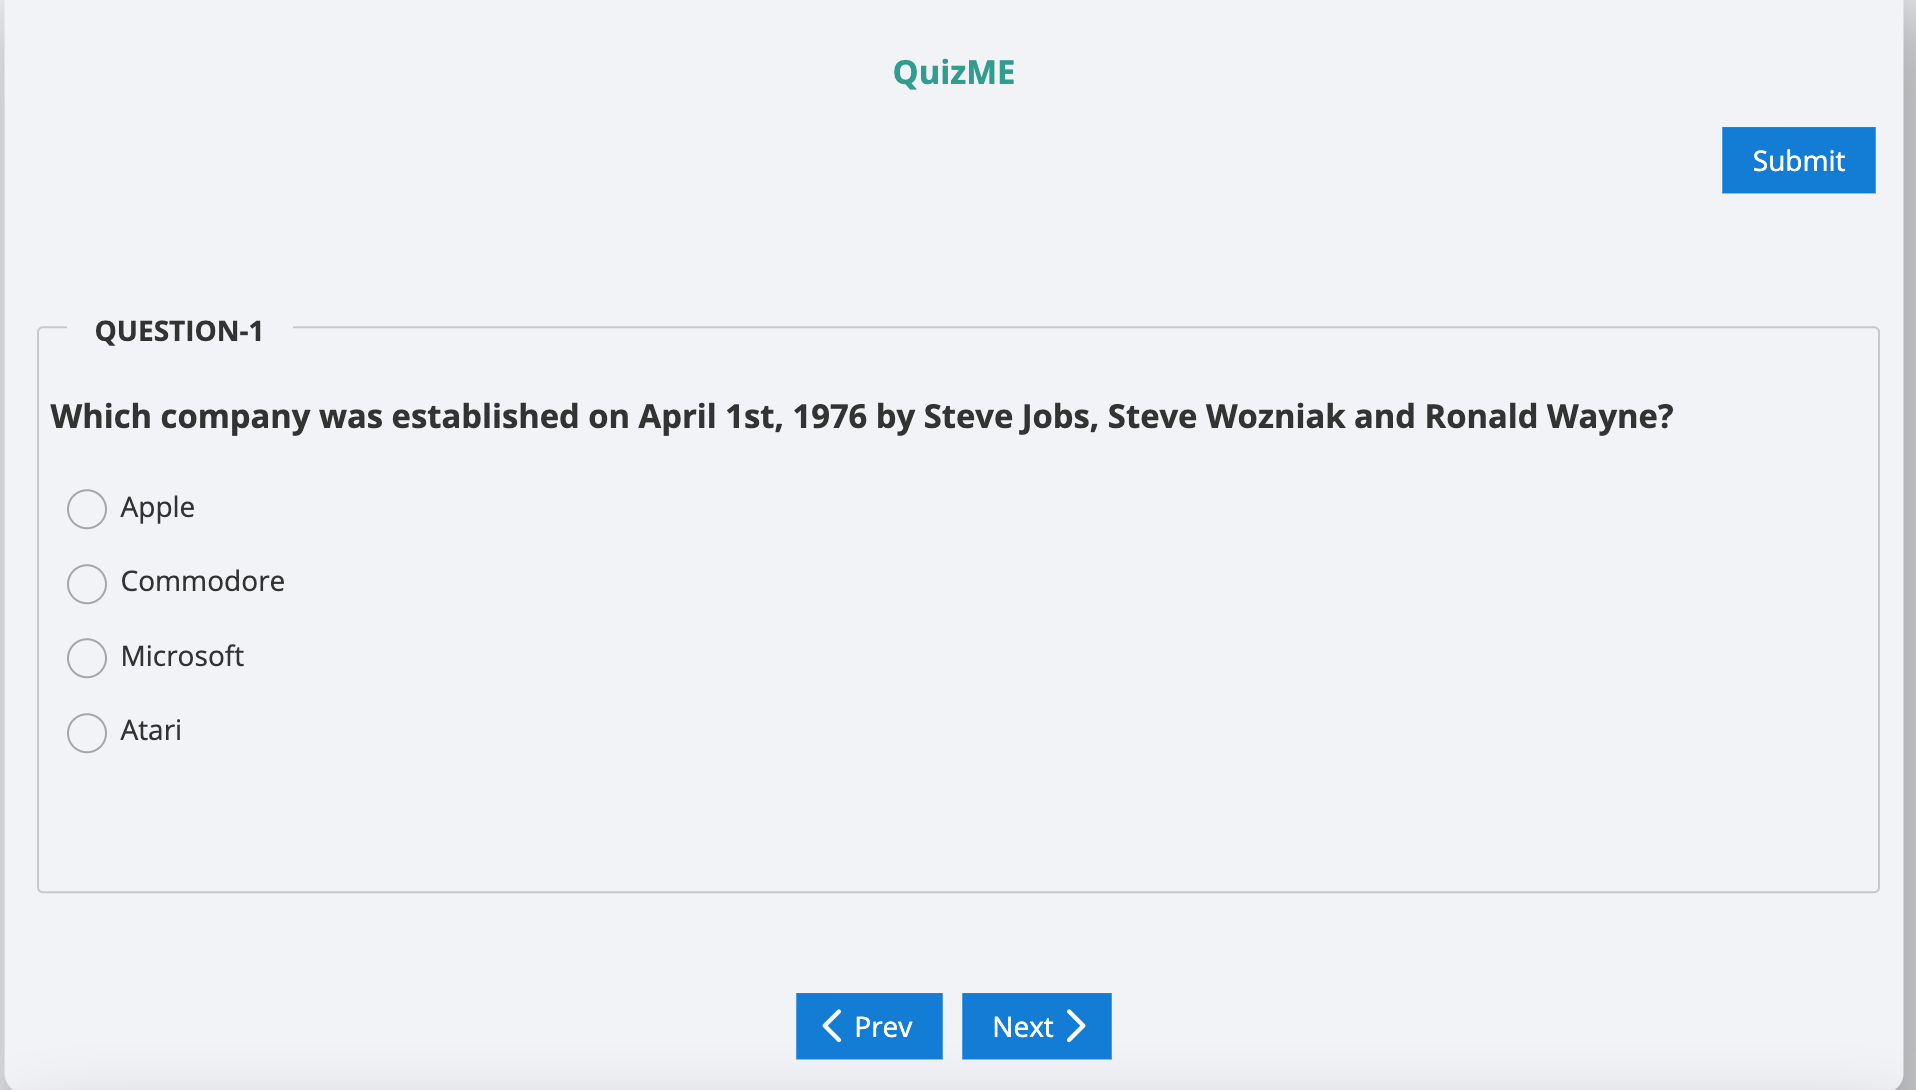 QuizME
Submit
QUESTION-1
Which company was established on April 1st, 1976 by Steve Jobs, Steve Wozniak and Ronald Wayne?
Apple
Commodore
Microsoft
Atari
Prev
Next